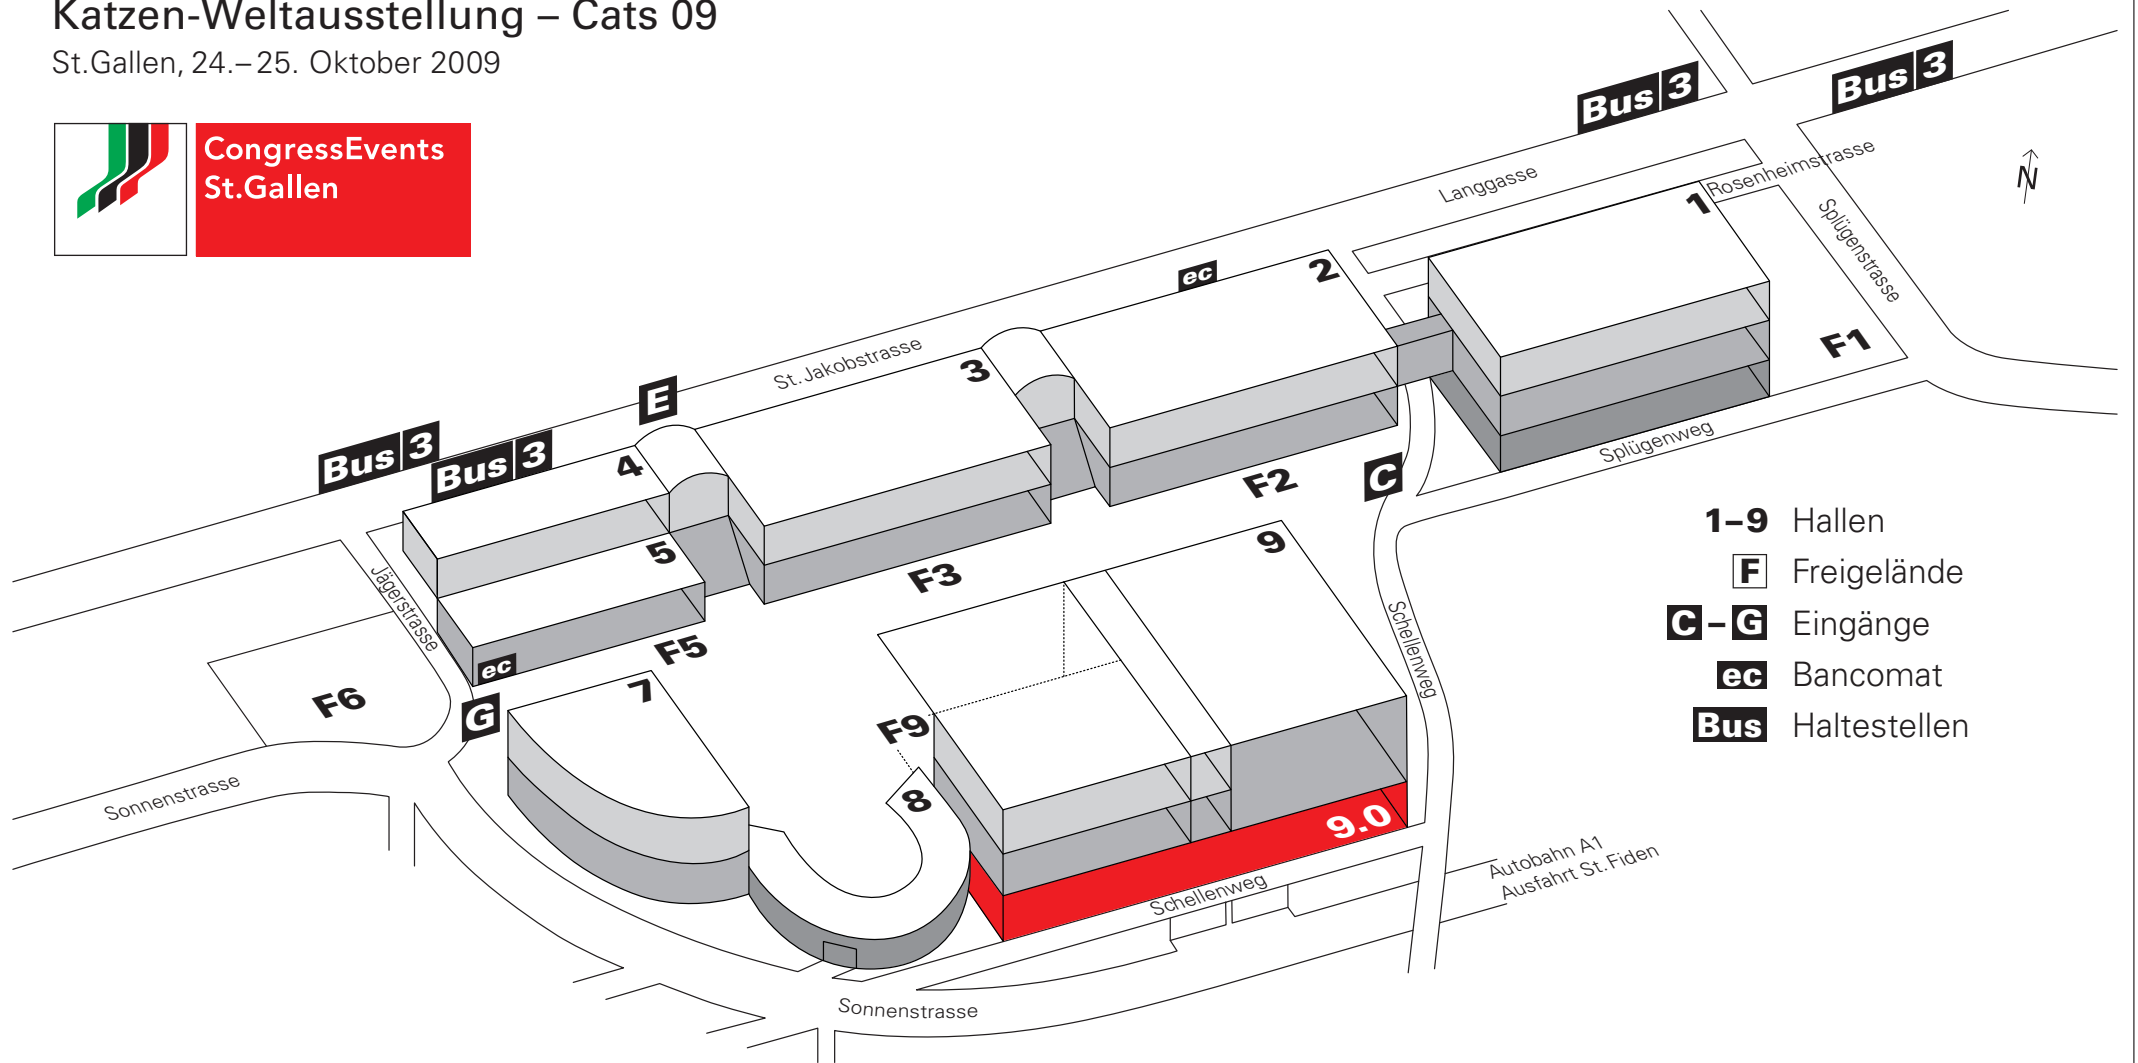 Katzen-Weltausstellung – Cats 09
St.Gallen, 24.–25. Oktober 2009
CongressEvents
St.Gallen
Bus 3
Bus 3
Langgasse
Rosenheimstrasse
N
Splügenstrasse
1
ec
2
F1
St. Jakobstrasse
3
E
Bus 3
Bus 3
4
Splügenweg
F2
C
5
F3
9
Jägerstrasse
ec
F5
F6
G
7
F9
8
Schellenweg
9.0
Sonnenstrasse
Schellenweg
Autobahn A1
Ausfahrt St. Fiden
Sonnenstrasse
1–9 Hallen
F Freigelände
C – G Eingänge
ec Bancomat
Bus Haltestellen